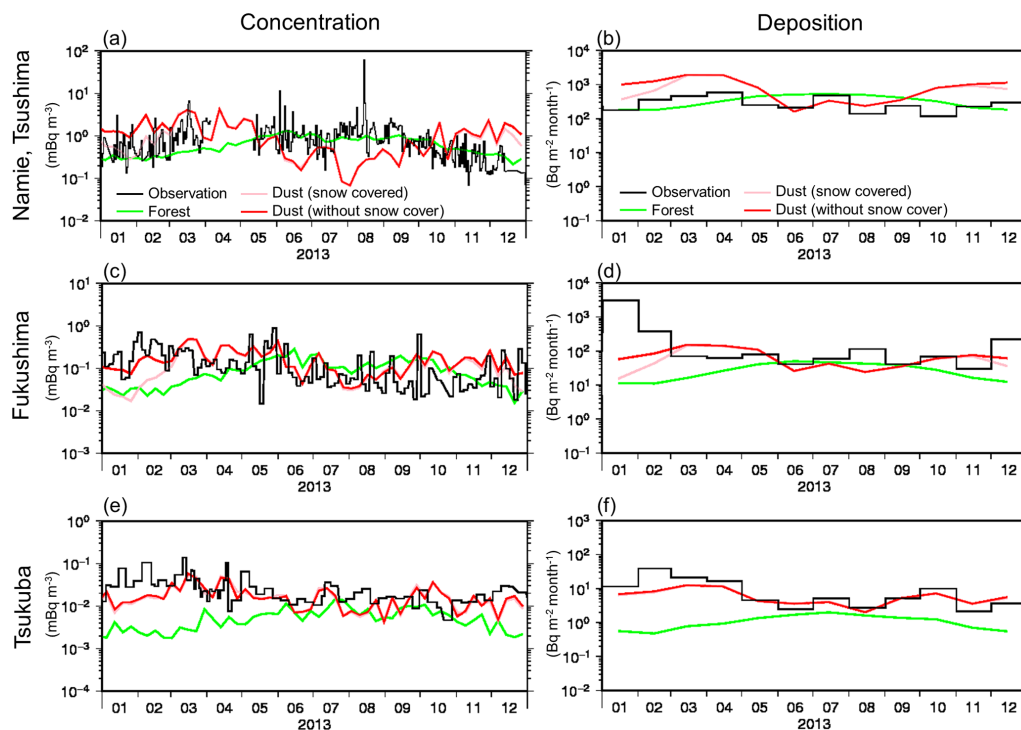 Concentration
Deposition
Namie, Tsushima
(a)
10²
10¹
10⁰
10⁻¹
10⁻²
(mBq m⁻³)
Observation
Forest
Dust (snow covered)
Dust (without snow cover)
01 02 03 04 05 06 07 08 09 10 11 12
2013
(b)
10⁴
10³
10²
10¹
10⁰
10⁻¹
(Bq m⁻² month⁻¹)
Observation
Forest
Dust (snow covered)
Dust (without snow cover)
01 02 03 04 05 06 07 08 09 10 11 12
2013
Fukushima
(c)
10¹
10⁰
10⁻¹
10⁻²
10⁻³
(mBq m⁻³)
01 02 03 04 05 06 07 08 09 10 11 12
2013
(d)
10⁴
10³
10²
10¹
10⁰
10⁻¹
(Bq m⁻² month⁻¹)
01 02 03 04 05 06 07 08 09 10 11 12
2013
Tsukuba
(e)
10⁰
10⁻¹
10⁻²
10⁻³
10⁻⁴
(mBq m⁻³)
01 02 03 04 05 06 07 08 09 10 11 12
2013
(f)
10³
10²
10¹
10⁰
10⁻¹
10⁻²
(Bq m⁻² month⁻¹)
01 02 03 04 05 06 07 08 09 10 11 12
2013